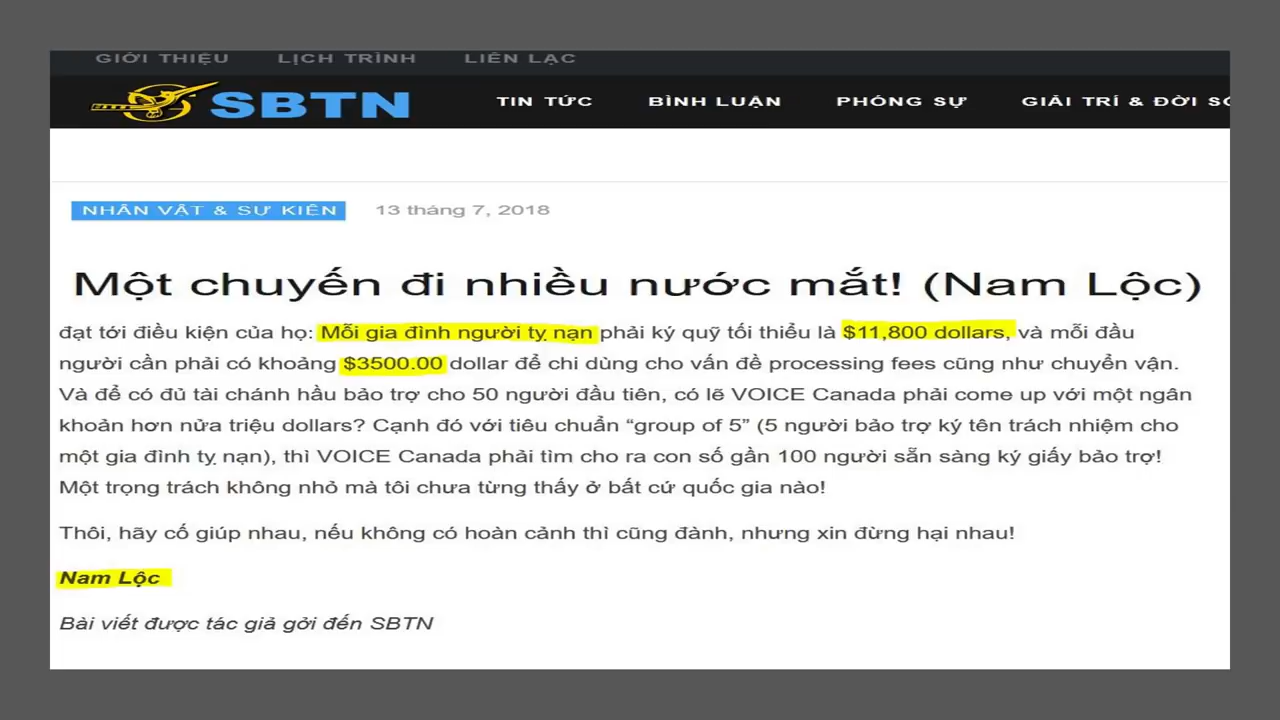 GIỚI THIỆU LỊCH TRÌNH LIÊN LẠC
SBTN TIN TỨC BÌNH LUẬN PHÓNG SỰ GIẢI TRÍ & ĐỜI SỐ
NHÂN VẬT & SỰ KIỆN 13 tháng 7, 2018
Một chuyến đi nhiều nước mắt! (Nam Lộc)
đạt tới điều kiện của họ: Mỗi gia đình người tỵ nạn phải ký quỹ tối thiểu là $11,800 dollars, và mỗi đầu
người cần phải có khoảng $3500.00 dollar để chi dùng cho vấn đề processing fees cũng như chuyển vận.
Và để có đủ tài chánh hầu bảo trợ cho 50 người đầu tiên, có lẽ VOICE Canada phải come up với một ngân
khoản hơn nửa triệu dollars? Cạnh đó với tiêu chuẩn “group of 5” (5 người bảo trợ ký tên trách nhiệm cho
một gia đình tỵ nạn), thì VOICE Canada phải tìm cho ra con số gần 100 người sẵn sàng ký giấy bảo trợ!
Một trọng trách không nhỏ mà tôi chưa từng thấy ở bất cứ quốc gia nào!
Thôi, hãy cố giúp nhau, nếu không có hoàn cảnh thì cũng đành, nhưng xin đừng hại nhau!
Nam Lộc
Bài viết được tác giả gởi đến SBTN